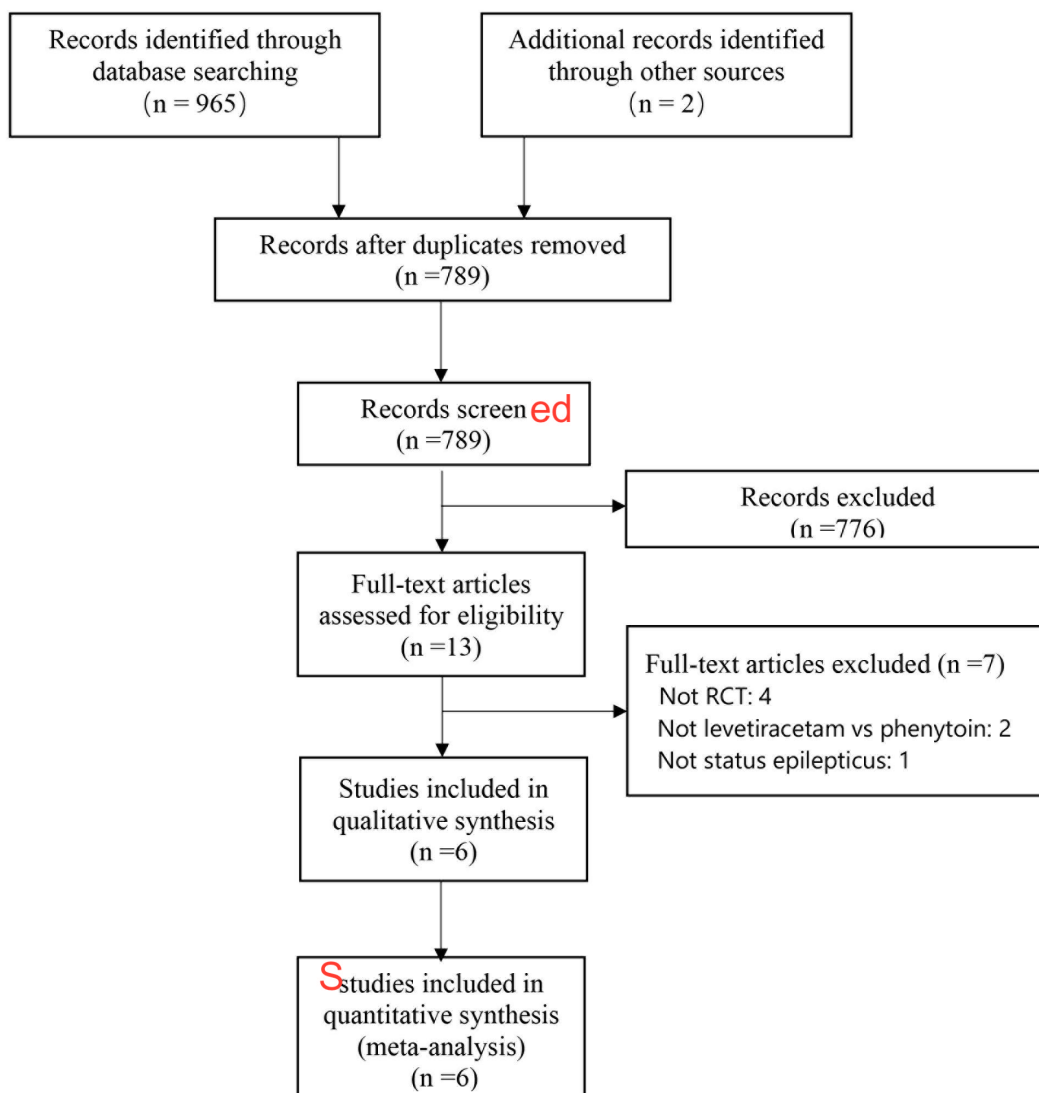 Records identified through
database searching
（n = 965）
Additional records identified
through other sources
（n = 2）
Records after duplicates removed
(n =789)
Records screened
(n =789)
Records excluded
(n =776)
Full-text articles
assessed for eligibility
(n =13)
Full-text articles excluded (n =7)
Not RCT: 4
Not levetiracetam vs phenytoin: 2
Not status epilepticus: 1
Studies included in
qualitative synthesis
(n =6)
Sstudies included in
quantitative synthesis
(meta-analysis)
(n =6)